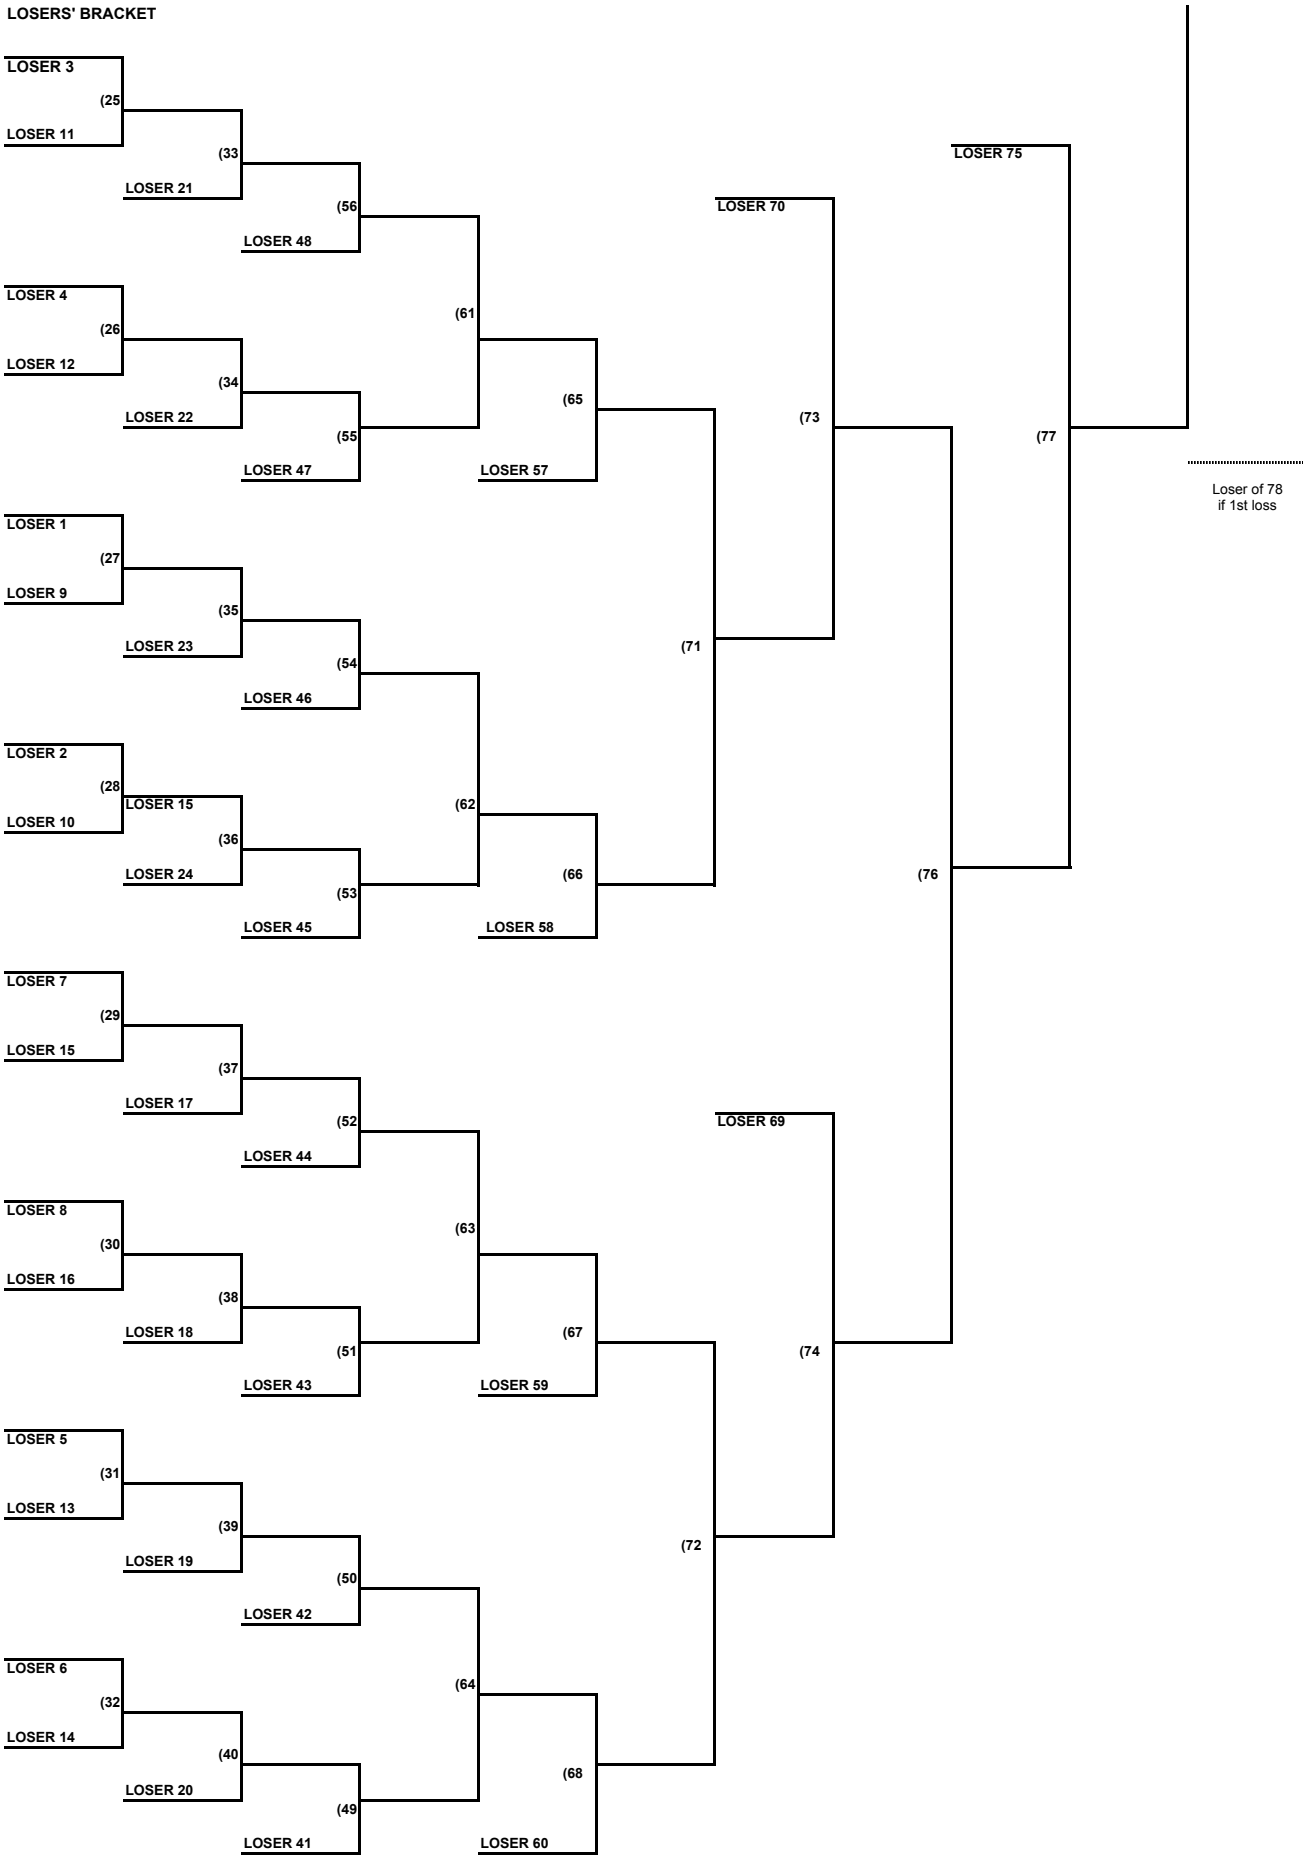 LOSERS' BRACKET
LOSER 3
(25
LOSER 11
(33
LOSER 75
LOSER 21
(56
LOSER 70
LOSER 48
LOSER 4
(61
(26
LOSER 12
(34
(65
LOSER 22
(73
(55
(77
LOSER 47
LOSER 57
Loser of 78
if 1st loss
LOSER 1
(27
LOSER 9
(35
LOSER 23
(71
(54
LOSER 46
LOSER 2
(28
LOSER 15
(62
LOSER 10
(36
LOSER 24
(66
(76
(53
LOSER 45
LOSER 58
LOSER 7
(29
LOSER 15
(37
LOSER 17
(52
LOSER 69
LOSER 44
LOSER 8
(63
(30
LOSER 16
(38
LOSER 18
(67
(51
(74
LOSER 43
LOSER 59
LOSER 5
(31
LOSER 13
(39
(72
LOSER 19
(50
LOSER 42
LOSER 6
(64
(32
LOSER 14
(40
(68
LOSER 20
(49
LOSER 41
LOSER 60